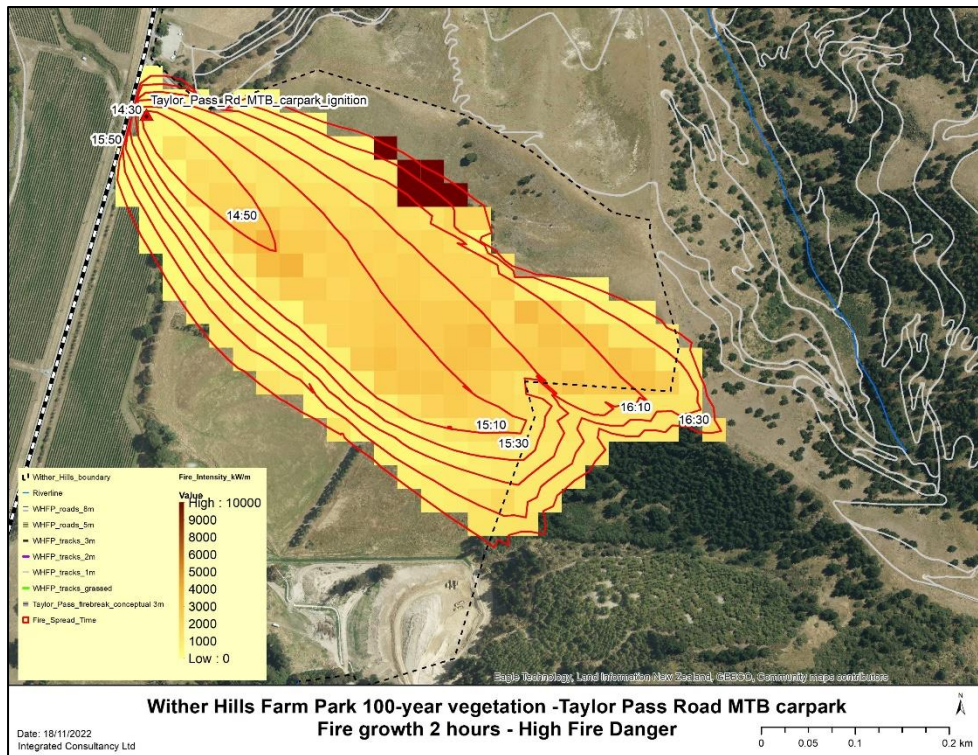 Taylor_Pass_Rd_MTB_carpark_ignition
14:30
15:50
14:50
15:10
15:30
16:10
16:30
Wither_Hills_boundary
Riverline
WHFP_roads_8m
WHFP_roads_5m
WHFP_tracks_3m
WHFP_tracks_2m
WHFP_tracks_1m
WHFP_tracks_grassed
Taylor_Pass_firebreak_conceptual 3m
Fire_Spread_Time
Fire_Intensity_kW/m
Value
High : 10000
9000
8000
7000
6000
5000
4000
3000
2000
1000
Low : 0
Eagle Technology, Land Information New Zealand, GEBCO, Community maps contributors
Wither Hills Farm Park 100-year vegetation -Taylor Pass Road MTB carpark
Fire growth 2 hours - High Fire Danger
Date: 18/11/2022
Integrated Consultancy Ltd
N
0 0.05 0.1 0.2 km